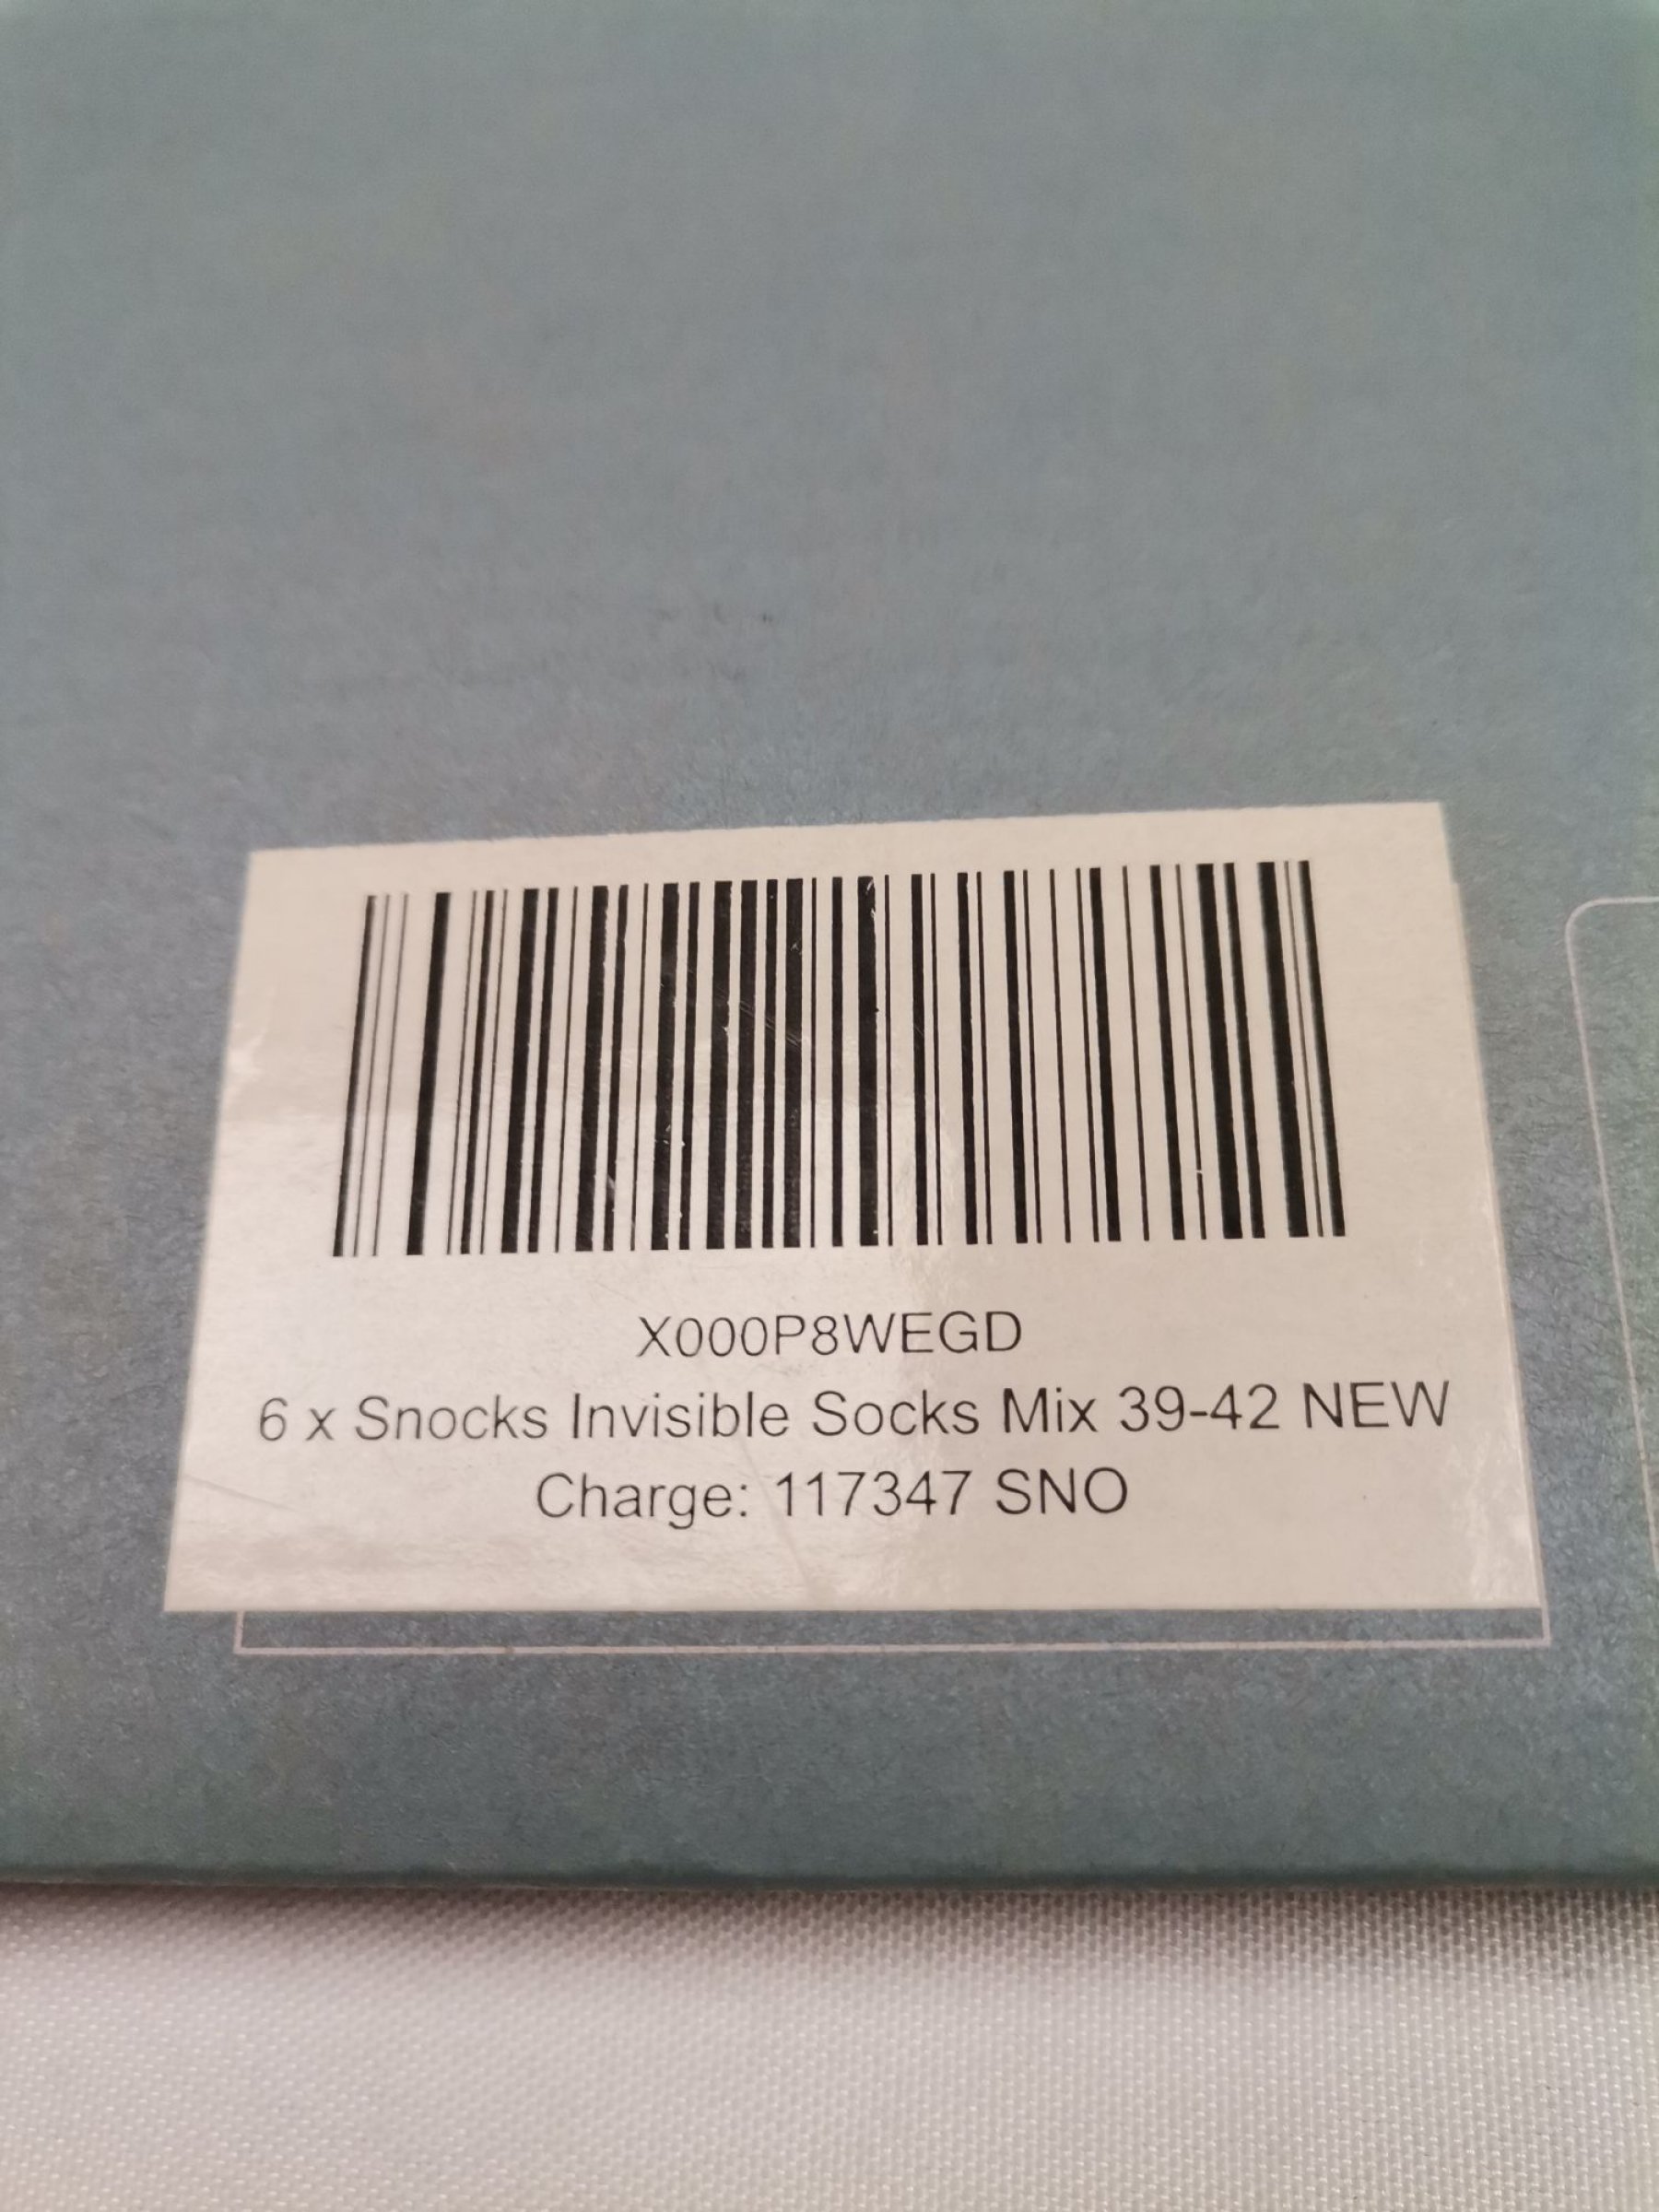 X000P8WEGD
6 x Snocks Invisible Socks Mix 39-42 NEW
Charge: 117347 SNO